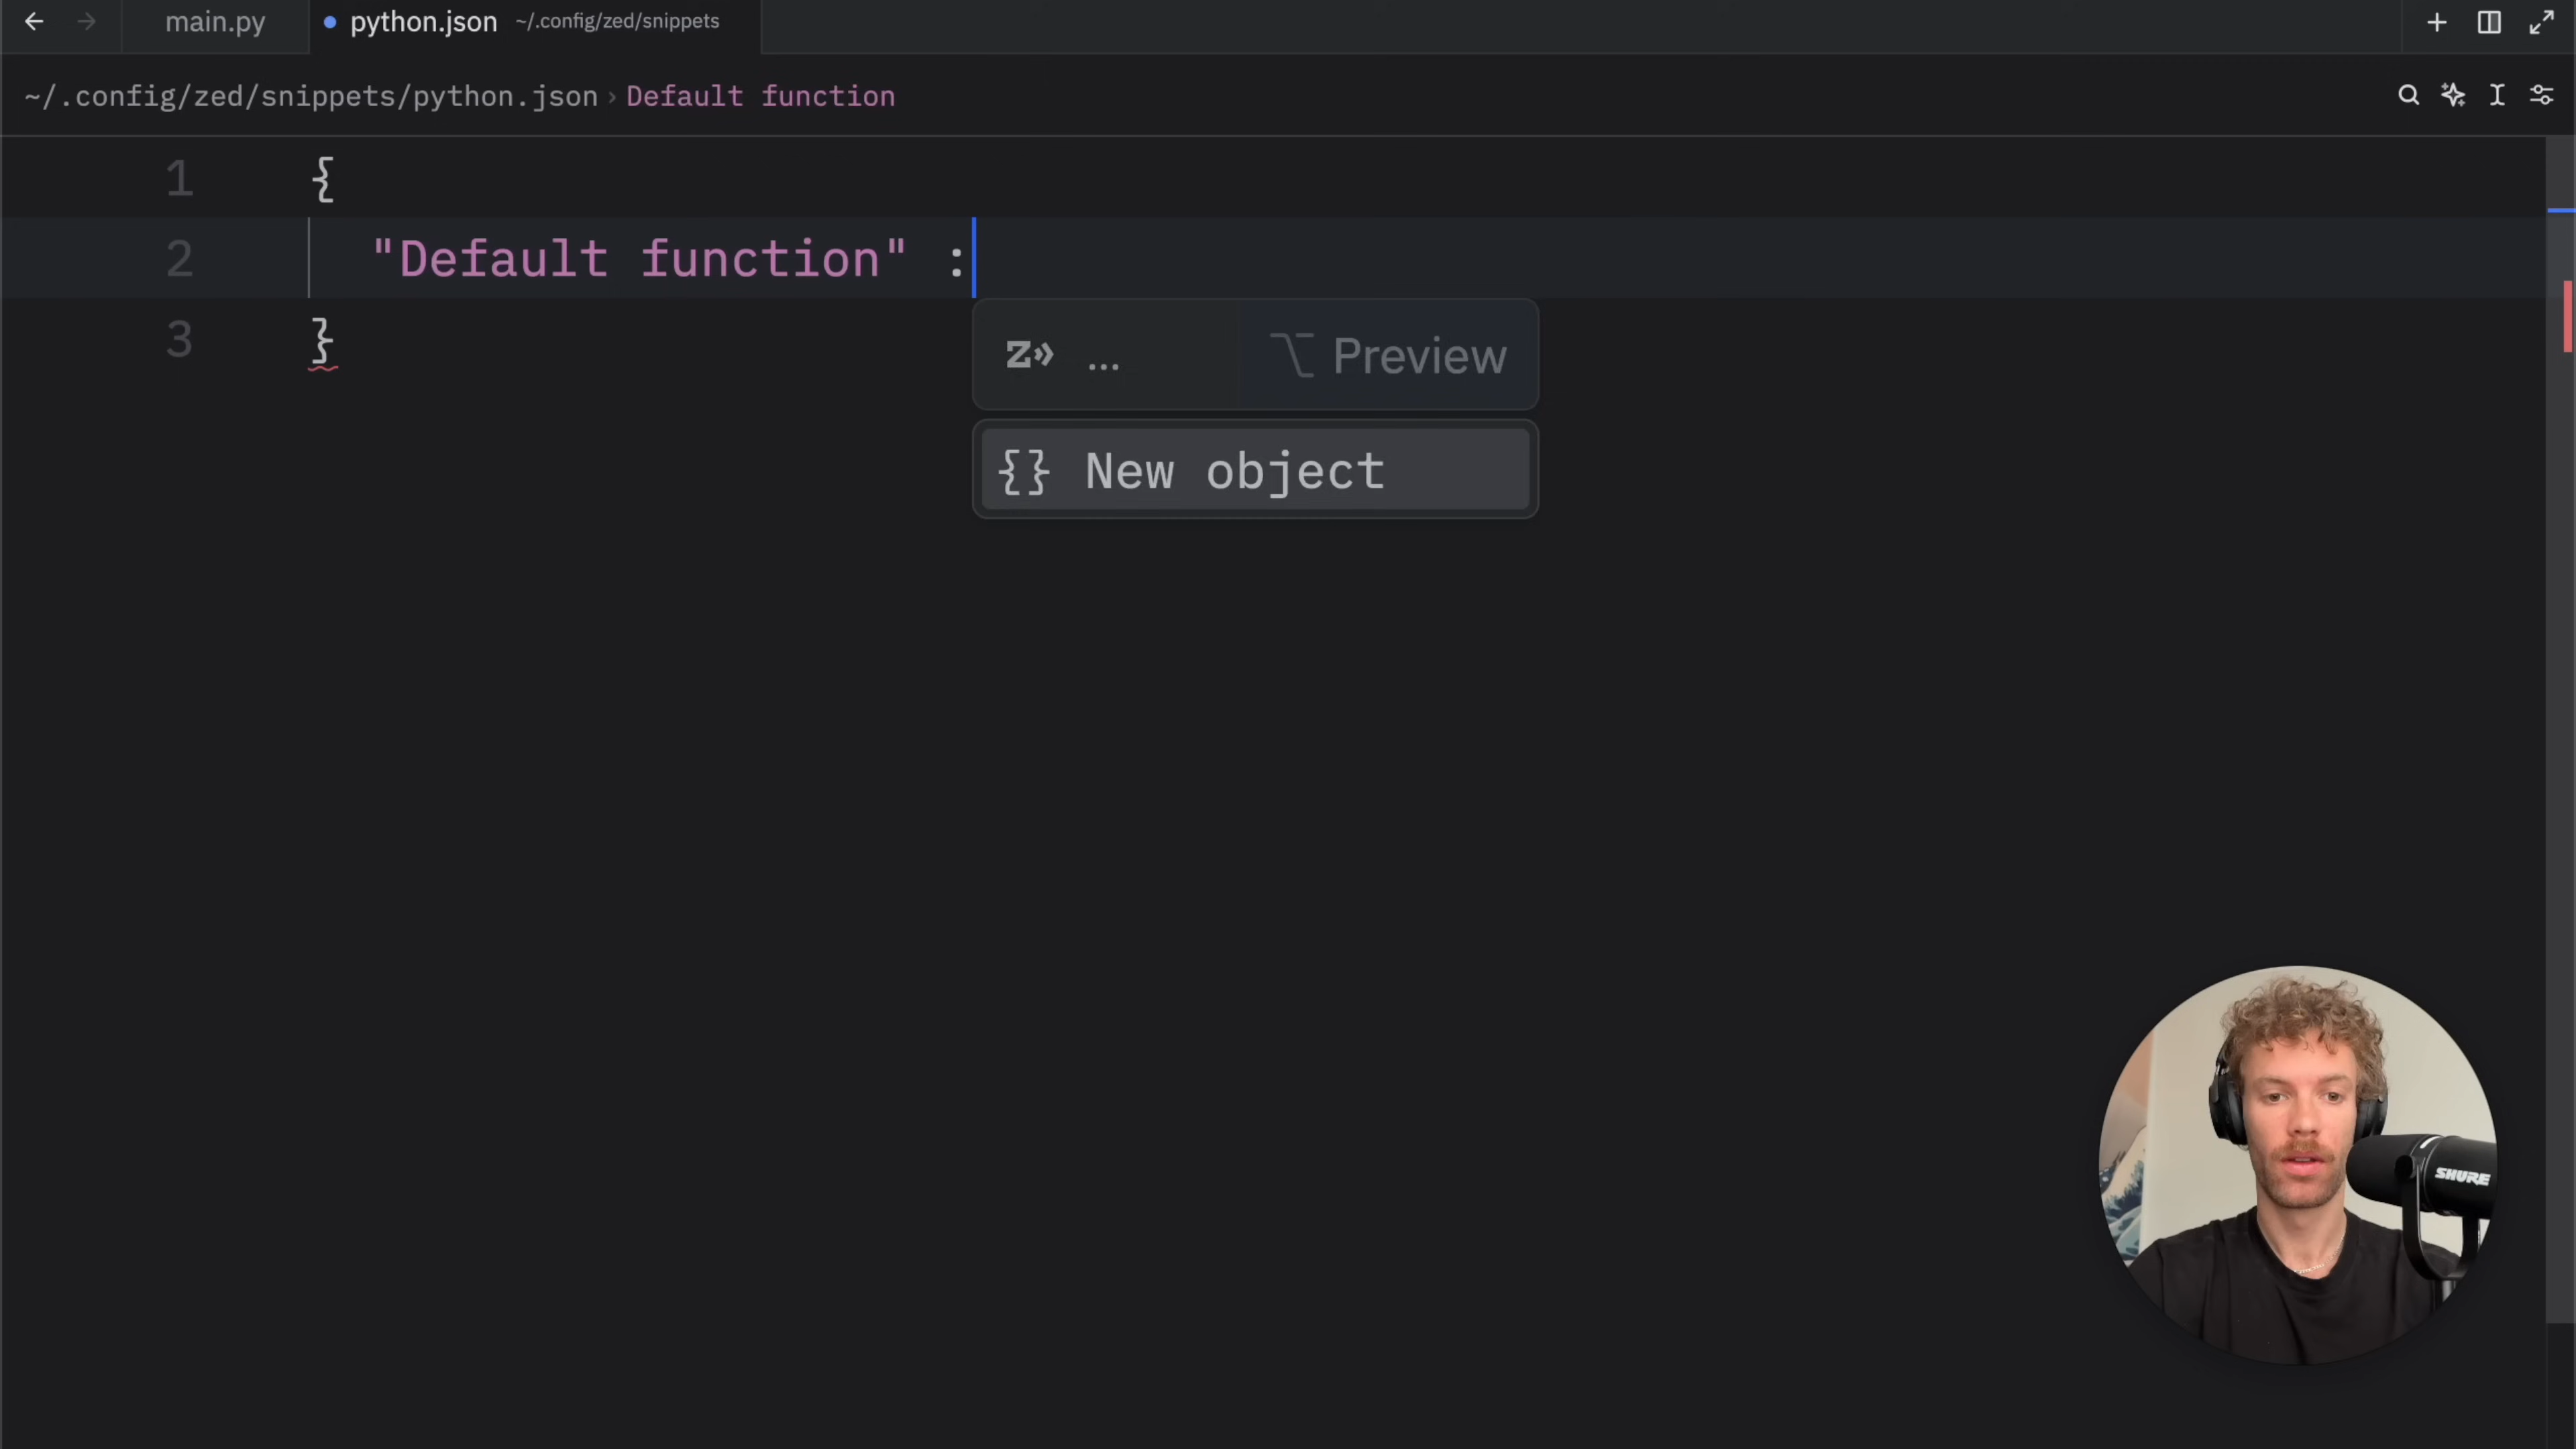 main.py
python.json ~/.config/zed/snippets
~/.config/zed/snippets/python.json › Default function
1 {
2 "Default function" :
3 }
Z ... ⌥ Preview
{} New object
SHURE